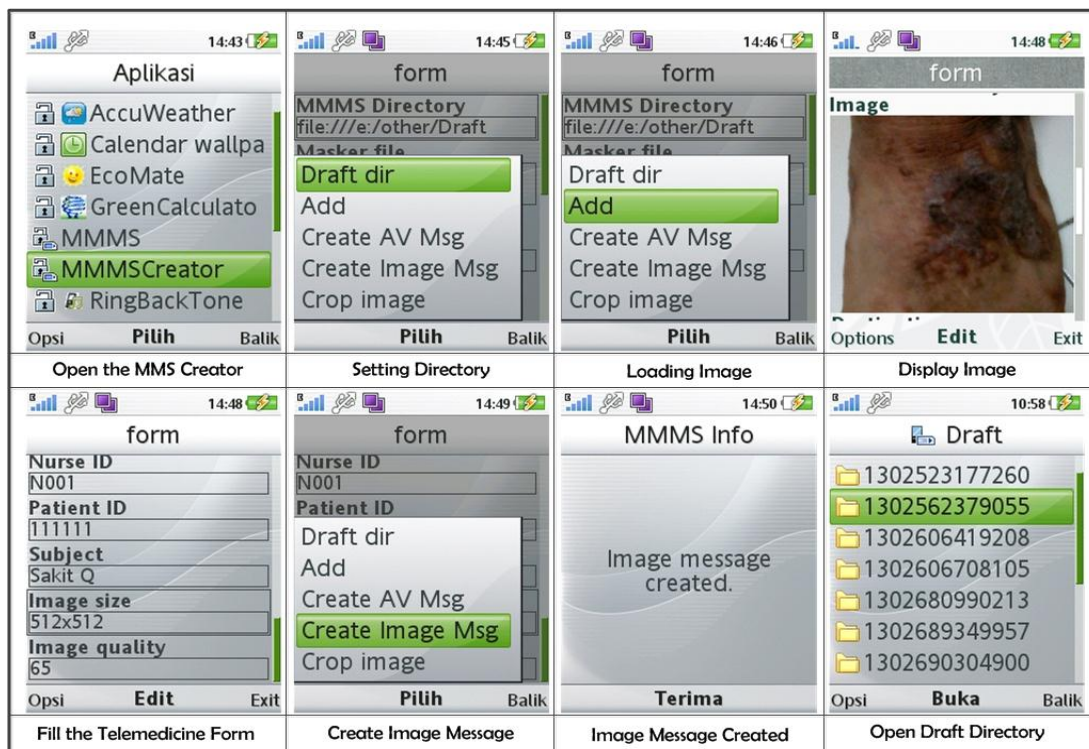 14:43
Aplikasi
AccuWeather
Calendar wallpa
EcoMate
GreenCalculato
MMMS
MMMSCreator
RingBackTone
Opsi Pilih Balik
Open the MMS Creator
14:45
form
MMMS Directory
file:///e:/other/Draft
Masker file
Draft dir
Add
Create AV Msg
Create Image Msg
Crop image
Pilih Balik
Setting Directory
14:46
form
MMMS Directory
file:///e:/other/Draft
Masker file
Draft dir
Add
Create AV Msg
Create Image Msg
Crop image
Pilih Balik
Loading Image
14:48
form
Image
Options Edit Exit
Display Image
14:48
form
Nurse ID
N001
Patient ID
111111
Subject
Sakit Q
Image size
512x512
Image quality
65
Opsi Edit Exit
Fill the Telemedicine Form
14:49
form
Nurse ID
N001
Patient ID
Draft dir
Add
Create AV Msg
Create Image Msg
Crop image
Pilih Balik
Create Image Message
14:50
MMMS Info
Image message
created.
Terima
Image Message Created
10:58
Draft
1302523177260
1302562379055
1302606419208
1302606708105
1302680990213
1302689349957
1302690304900
Opsi Buka Balik
Open Draft Directory